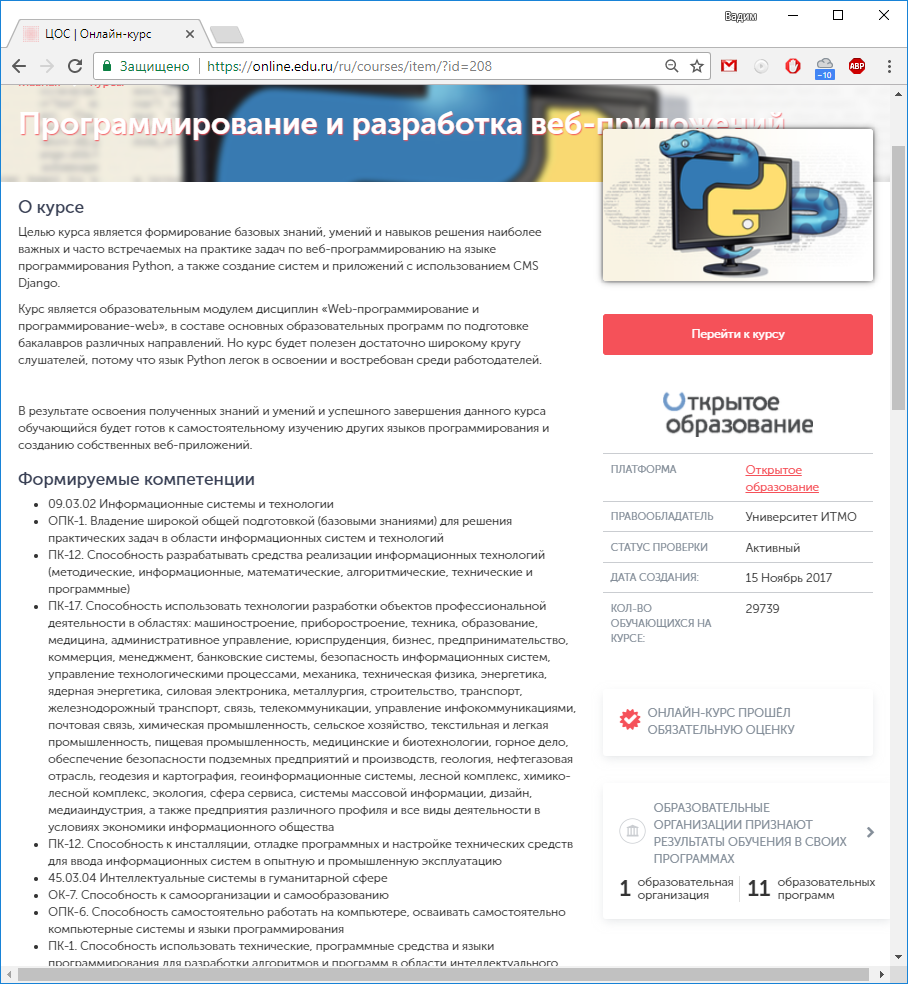 Вадим
ЦОС | Онлайн-курс
Защищено
https://online.edu.ru/ru/courses/item/?id=208
-10
ABP
Программирование и разработка веб-приложений
О курсе
Целью курса является формирование базовых знаний, умений и навыков решения наиболее
важных и часто встречаемых на практике задач по веб-программированию на языке
программирования Python, а также создание систем и приложений с использованием CMS
Django.
Курс является образовательным модулем дисциплин «Web-программирование и
программирование-web», в составе основных образовательных программ по подготовке
бакалавров различных направлений. Но курс будет полезен достаточно широкому кругу
слушателей, потому что язык Python легок в освоении и востребован среди работодателей.
В результате освоения полученных знаний и умений и успешного завершения данного курса
обучающийся будет готов к самостоятельному изучению других языков программирования и
созданию собственных веб-приложений.
Формируемые компетенции
09.03.02 Информационные системы и технологии
ОПК-1. Владение широкой общей подготовкой (базовыми знаниями) для решения
практических задач в области информационных систем и технологий
ПК-12. Способность разрабатывать средства реализации информационных технологий
(методические, информационные, математические, алгоритмические, технические и
программные)
ПК-17. Способность использовать технологии разработки объектов профессиональной
деятельности в областях: машиностроение, приборостроение, техника, образование,
медицина, административное управление, юриспруденция, бизнес, предпринимательство,
коммерция, менеджмент, банковские системы, безопасность информационных систем,
управление технологическими процессами, механика, техническая физика, энергетика,
ядерная энергетика, силовая электроника, металлургия, строительство, транспорт,
железнодорожный транспорт, связь, телекоммуникации, управление инфокоммуникациями,
почтовая связь, химическая промышленность, сельское хозяйство, текстильная и легкая
промышленность, пищевая промышленность, медицинские и биотехнологии, горное дело,
обеспечение безопасности подземных предприятий и производств, геология, нефтегазовая
отрасль, геодезия и картография, геоинформационные системы, лесной комплекс, химико-
лесной комплекс, экология, сфера сервиса, системы массовой информации, дизайн,
медиаиндустрия, а также предприятия различного профиля и все виды деятельности в
условиях экономики информационного общества
ПК-12. Способность к инсталляции, отладке программных и настройке технических средств
для ввода информационных систем в опытную и промышленную эксплуатацию
45.03.04 Интеллектуальные системы в гуманитарной сфере
ОК-7. Способность к самоорганизации и самообразованию
ОПК-6. Способность самостоятельно работать на компьютере, осваивать самостоятельно
компьютерные системы и языки программирования
ПК-1. Способность использовать технические, программные средства и языки
программирования для разработки алгоритмов и программ в области интеллектуального
Перейти к курсу
Открытое
образование
ПЛАТФОРМА Открытое
образование
ПРАВООБЛАДАТЕЛЬ Университет ИТМО
СТАТУС ПРОВЕРКИ Активный
ДАТА СОЗДАНИЯ: 15 Ноябрь 2017
КОЛ-ВО 29739
ОБУЧАЮЩИХСЯ НА
КУРСЕ:
ОНЛАЙН-КУРС ПРОШЁЛ
ОБЯЗАТЕЛЬНУЮ ОЦЕНКУ
ОБРАЗОВАТЕЛЬНЫЕ
ОРГАНИЗАЦИИ ПРИЗНАЮТ
РЕЗУЛЬТАТЫ ОБУЧЕНИЯ В СВОИХ
ПРОГРАММАХ
1 образовательная организация
11 образовательных программ